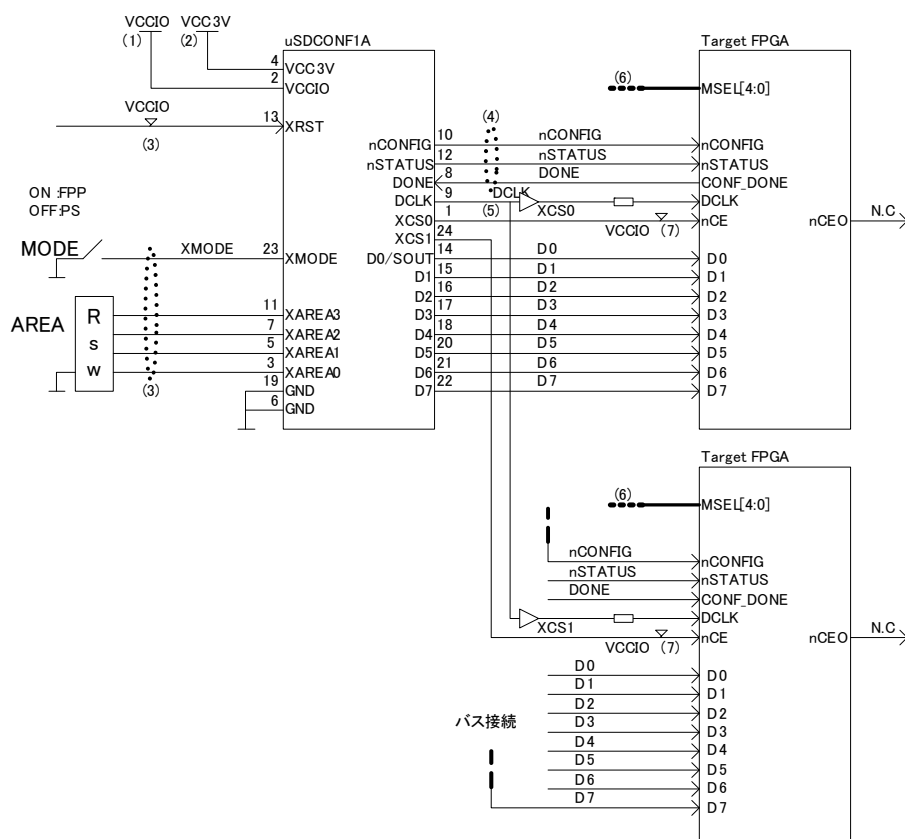 VCCIO
(1)
VCC3V
(2)
uSDCONF1A
Target FPGA
4
VCC3V
2
VCCIO
(6)
MSEL[4:0]
VCCIO
13
XRST
(3)
(4)
nCONFIG
10
nCONFIG
nCONFIG
nSTATUS
12
nSTATUS
nSTATUS
DONE
8
DONE
CONF_DONE
DCLK
9
(5)
DCLK
DCLK
XCS0
1
XCS0
VCCIO
(7)
nCE
nCEO
N.C
XCS1
24
ON :FPP
OFF:PS
MODE
XMODE
23
XMODE
D0/SOUT
14
D0
D0
D1
15
D1
D1
D2
16
D2
D2
D3
17
D3
D3
D4
18
D4
D4
D5
20
D5
D5
D6
21
D6
D6
D7
22
D7
D7
AREA
R
s
w
11
XAREA3
7
XAREA2
5
XAREA1
3
XAREA0
(3)
19
GND
6
GND
Target FPGA
(6)
MSEL[4:0]
nCONFIG
nCONFIG
nSTATUS
nSTATUS
DONE
CONF_DONE
DCLK
XCS1
VCCIO
(7)
nCE
nCEO
N.C
D0
D0
D1
D1
D2
D2
バス接続
D3
D3
D4
D4
D5
D5
D6
D6
D7
D7